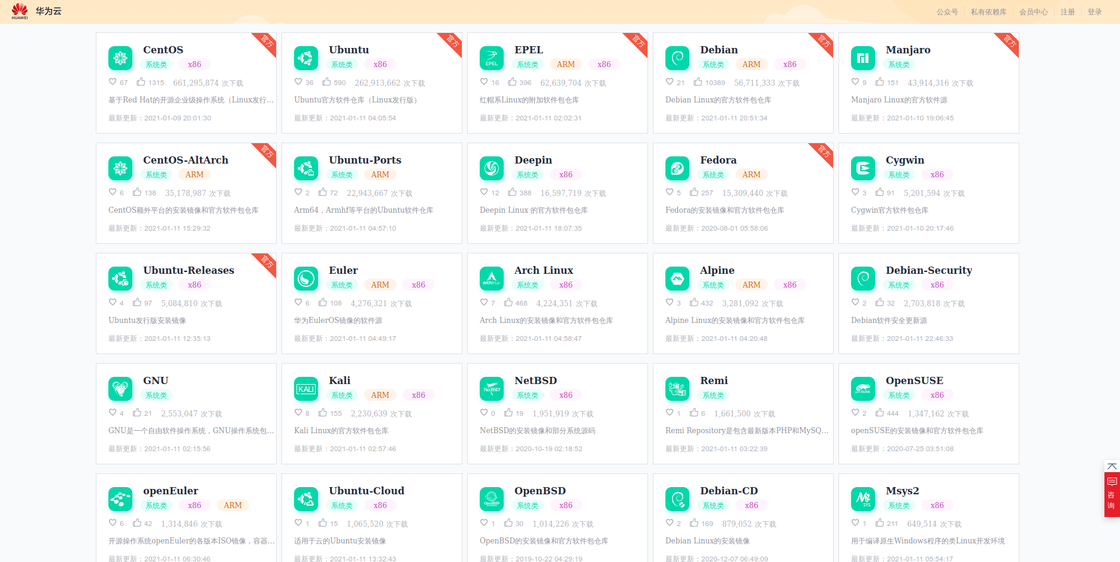 HUAWEI
华为云
公众号 私有依赖库 会员中心 注册 登录
CentOS
官方
系统类 x86
67 1315 661,295,874 次下载
基于Red Hat的开源企业级操作系统（Linux发行...
最新更新：2021-01-09 20:01:30
Ubuntu
官方
系统类 x86
36 590 262,913,662 次下载
Ubuntu官方软件仓库（Linux发行版）
最新更新：2021-01-11 04:05:54
EPEL
官方
EPEL
系统类 ARM x86
16 396 62,639,704 次下载
红帽系Linux的附加软件包仓库
最新更新：2021-01-11 02:02:31
Debian
官方
系统类 ARM x86
21 10389 56,711,333 次下载
Debian Linux的官方软件包仓库
最新更新：2021-01-11 20:51:34
Manjaro
官方
系统类
9 151 43,914,316 次下载
Manjaro Linux的官方软件源
最新更新：2021-01-10 19:06:45
CentOS-AltArch
官方
系统类 ARM
6 138 35,178,987 次下载
CentOS额外平台的安装镜像和官方软件包仓库
最新更新：2021-01-11 15:29:32
Ubuntu-Ports
系统类 ARM
2 72 22,943,667 次下载
Arm64，Armhf等平台的Ubuntu软件仓库
最新更新：2021-01-11 04:57:10
Deepin
系统类 x86
12 388 16,597,719 次下载
Deepin Linux 的官方软件包仓库
最新更新：2021-01-11 18:07:35
Fedora
官方
系统类 ARM
5 257 15,309,440 次下载
Fedora的安装镜像和官方软件包仓库
最新更新：2020-08-01 05:58:06
Cygwin
系统类 x86
3 91 5,201,594 次下载
Cygwin官方软件包仓库
最新更新：2021-01-10 20:17:46
Ubuntu-Releases
官方
系统类 x86
4 97 5,084,810 次下载
Ubuntu发行版安装镜像
最新更新：2021-01-11 12:35:13
Euler
系统类 ARM x86
6 108 4,276,321 次下载
华为EulerOS镜像的软件源
最新更新：2021-01-11 04:49:17
Arch Linux
系统类 x86
7 468 4,224,351 次下载
Arch Linux的安装镜像和官方软件包仓库
最新更新：2021-01-11 04:58:47
Alpine
系统类 ARM x86
3 432 3,281,092 次下载
Alpine Linux的安装镜像和官方软件包仓库
最新更新：2021-01-11 04:20:48
Debian-Security
系统类 x86
2 32 2,703,818 次下载
Debian软件安全更新源
最新更新：2021-01-11 22:46:33
GNU
系统类
4 21 2,553,047 次下载
GNU是一个自由软件操作系统，GNU操作系统包...
最新更新：2021-01-11 02:15:56
Kali
KALI
系统类 ARM x86
8 155 2,230,639 次下载
Kali Linux的官方软件包仓库
最新更新：2021-01-11 02:57:46
NetBSD
系统类 x86
0 19 1,951,919 次下载
NetBSD的安装镜像和部分系统源码
最新更新：2020-10-19 02:18:52
Remi
系统类
1 6 1,661,500 次下载
Remi Repository是包含最新版本PHP和MySQ...
最新更新：2021-01-11 03:22:39
OpenSUSE
系统类 x86
2 444 1,347,162 次下载
openSUSE的安装镜像和官方软件包仓库
最新更新：2020-07-25 03:51:08
openEuler
系统类 x86 ARM
6 42 1,314,846 次下载
开源操作系统openEuler的各版本ISO镜像，容器...
最新更新：2021-01-11 06:30:46
Ubuntu-Cloud
系统类 x86
1 15 1,065,520 次下载
适用于云的Ubuntu安装镜像
最新更新：2021-01-11 13:32:43
OpenBSD
系统类 x86
1 30 1,014,226 次下载
OpenBSD的安装镜像和官方软件包仓库
最新更新：2019-10-22 04:29:19
Debian-CD
系统类 x86
2 169 879,052 次下载
Debian Linux的安装镜像
最新更新：2020-12-07 06:49:09
Msys2
系统类 x86
1 211 649,514 次下载
用于编译原生Windows程序的类Linux开发环境
最新更新：2021-01-11 05:54:17
咨询